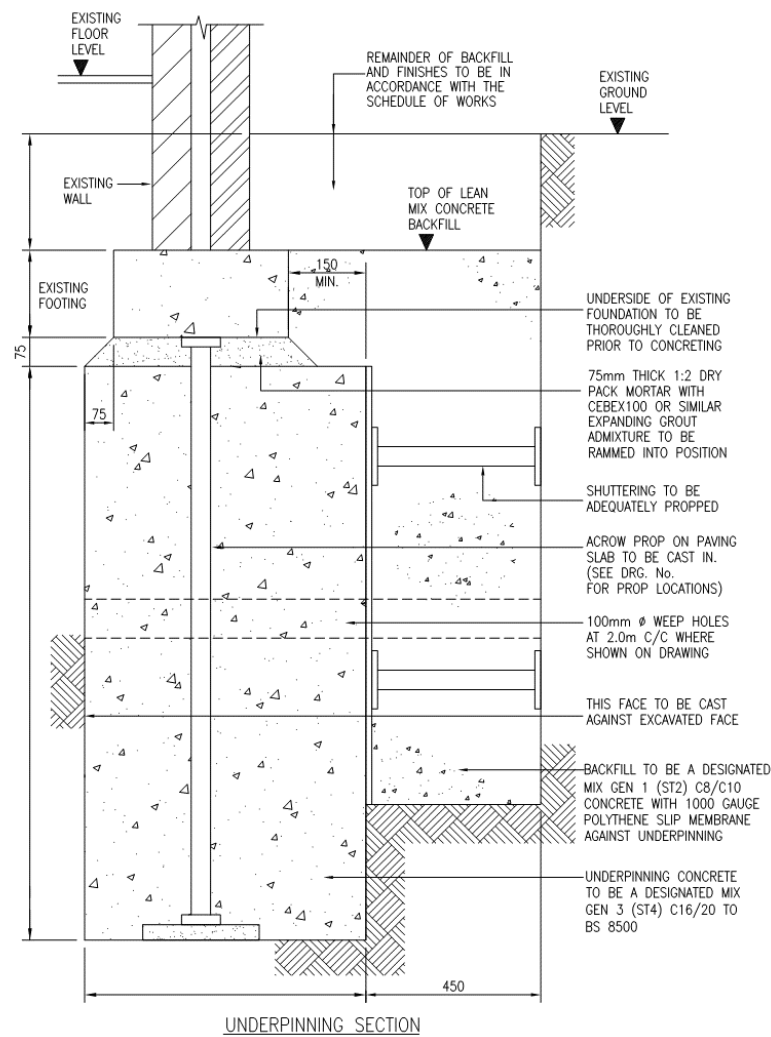 EXISTING
FLOOR
LEVEL
REMAINDER OF BACKFILL
AND FINISHES TO BE IN
ACCORDANCE WITH THE
SCHEDULE OF WORKS
EXISTING
GROUND
LEVEL
EXISTING
WALL
TOP OF LEAN
MIX CONCRETE
BACKFILL
150
MIN.
EXISTING
FOOTING
75
75
UNDERSIDE OF EXISTING
FOUNDATION TO BE
THOROUGHLY CLEANED
PRIOR TO CONCRETING
75mm THICK 1:2 DRY
PACK MORTAR WITH
CEBEX100 OR SIMILAR
EXPANDING GROUT
ADMIXTURE TO BE
RAMMED INTO POSITION
SHUTTERING TO BE
ADEQUATELY PROPPED
ACROW PROP ON PAVING
SLAB TO BE CAST IN.
(SEE DRG. No.
FOR PROP LOCATIONS)
100mm ø WEEP HOLES
AT 2.0m C/C WHERE
SHOWN ON DRAWING
THIS FACE TO BE CAST
AGAINST EXCAVATED FACE
BACKFILL TO BE A DESIGNATED
MIX GEN 1 (ST2) C8/C10
CONCRETE WITH 1000 GAUGE
POLYTHENE SLIP MEMBRANE
AGAINST UNDERPINNING
UNDERPINNING CONCRETE
TO BE A DESIGNATED MIX
GEN 3 (ST4) C16/20 TO
BS 8500
450
UNDERPINNING SECTION